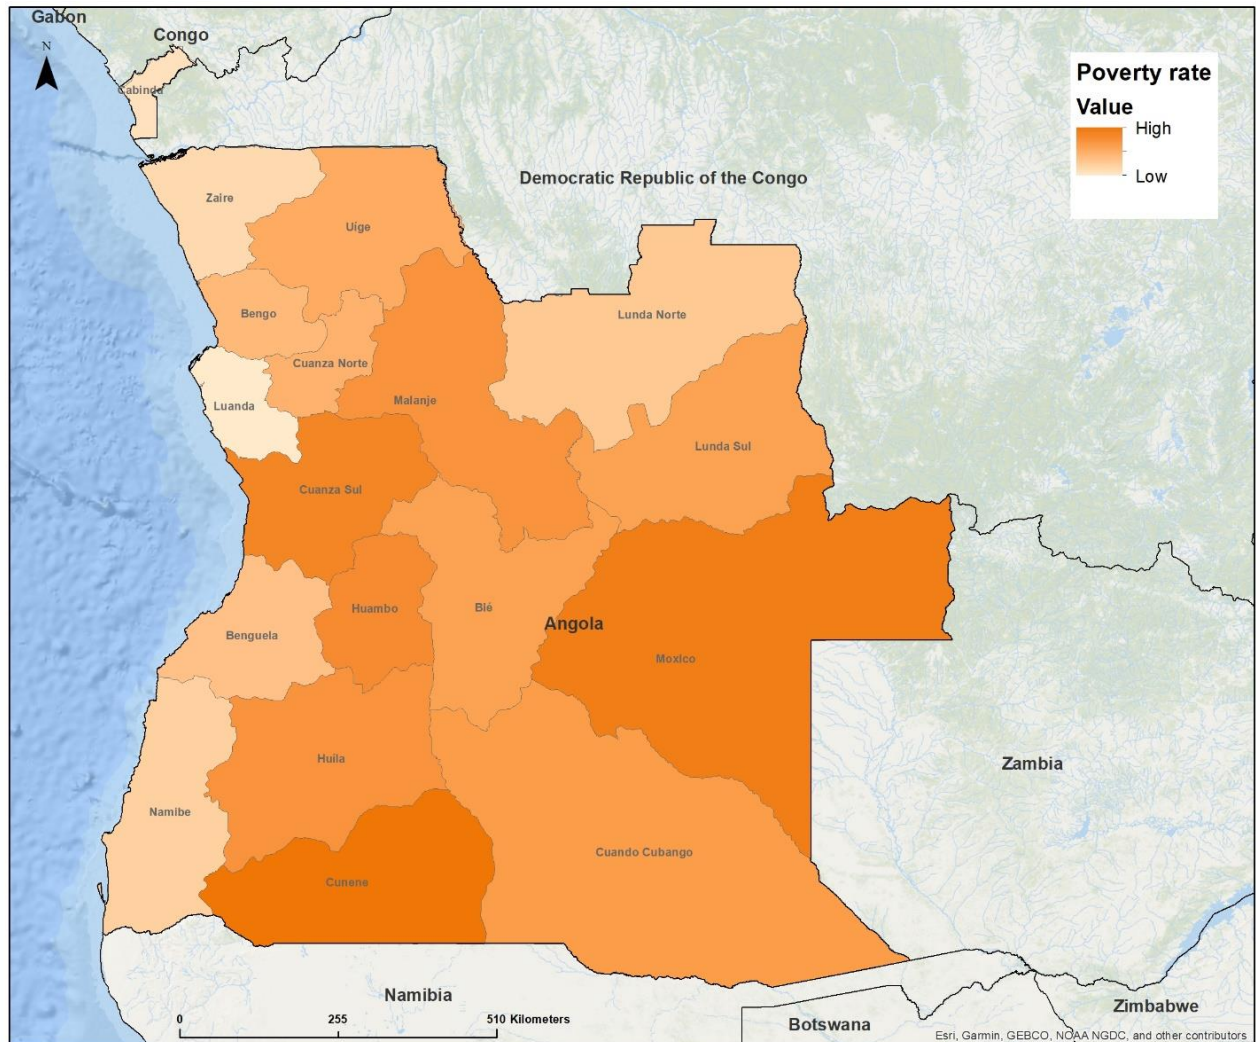 Gabon
Congo
N
Cabinda
Poverty rate
Value
High
Low
Democratic Republic of the Congo
Zaire
Uíge
Bengo
Lunda Norte
Cuanza Norte
Luanda
Malanje
Lunda Sul
Cuanza Sul
Huambo
Bié
Angola
Benguela
Moxico
Huíla
Zambia
Namibe
Cuando Cubango
Cunene
Namibia
Zimbabwe
0 255 510 Kilometers
Botswana
Esri, Garmin, GEBCO, NOAA NGDC, and other contributors